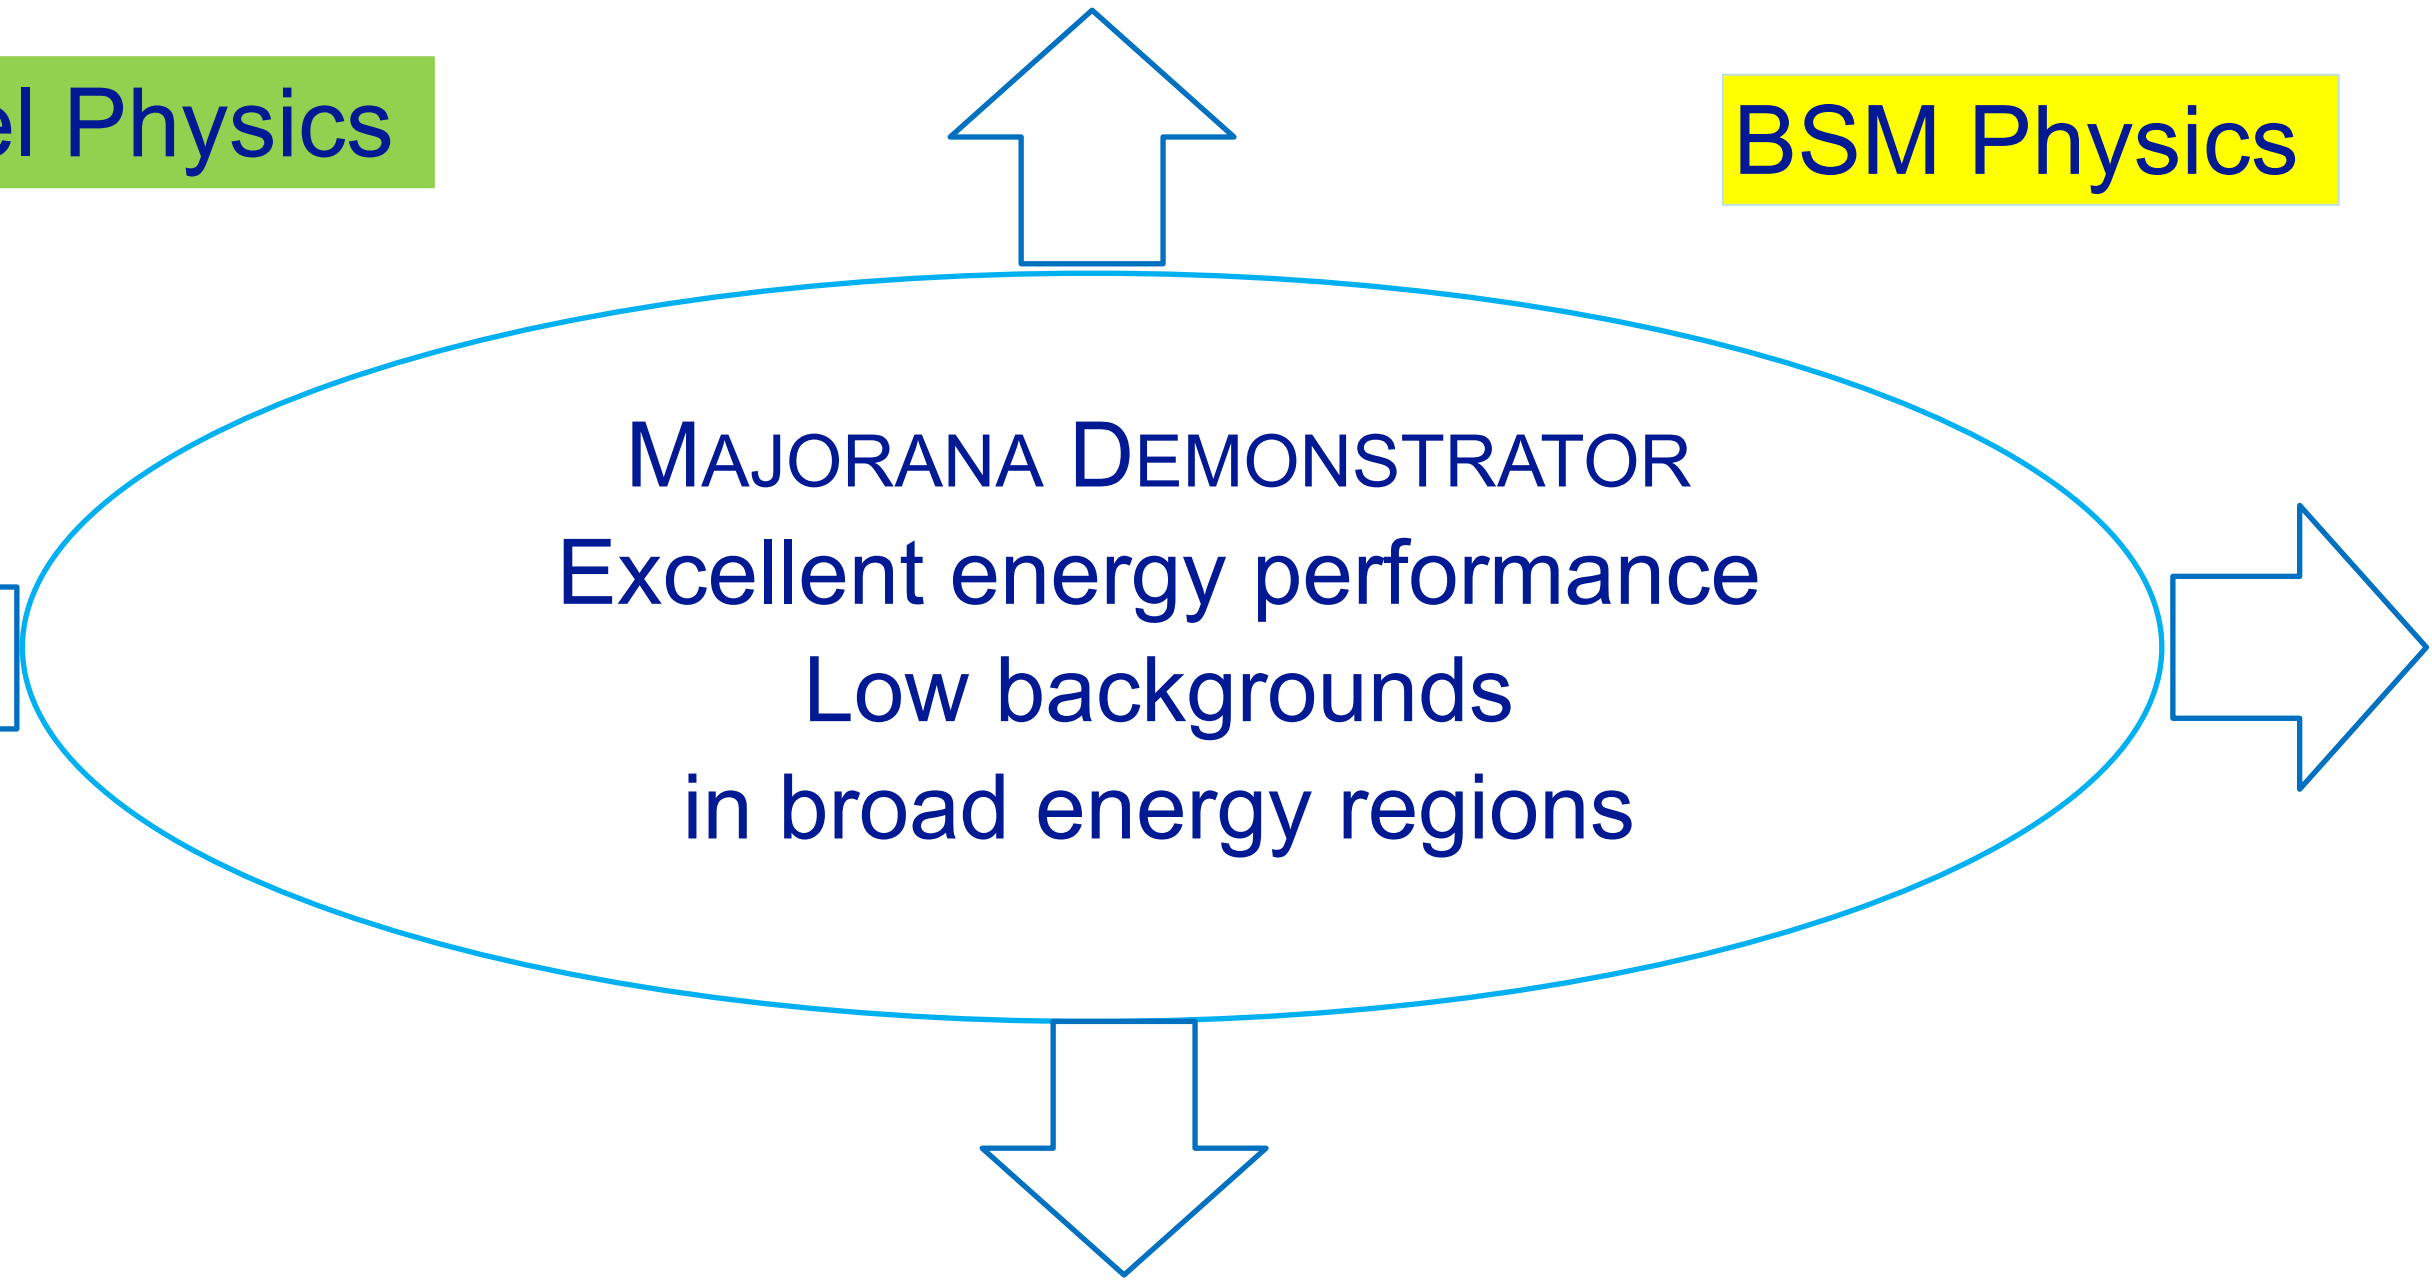 el Physics
BSM Physics
MAJORANA DEMONSTRATOR
Excellent energy performance
Low backgrounds
in broad energy regions